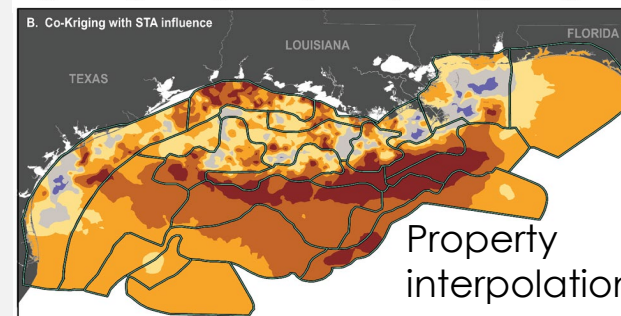 B. Co-Kriging with STA influence
FLORIDA
LOUISIANA
TEXAS
Property
interpolation